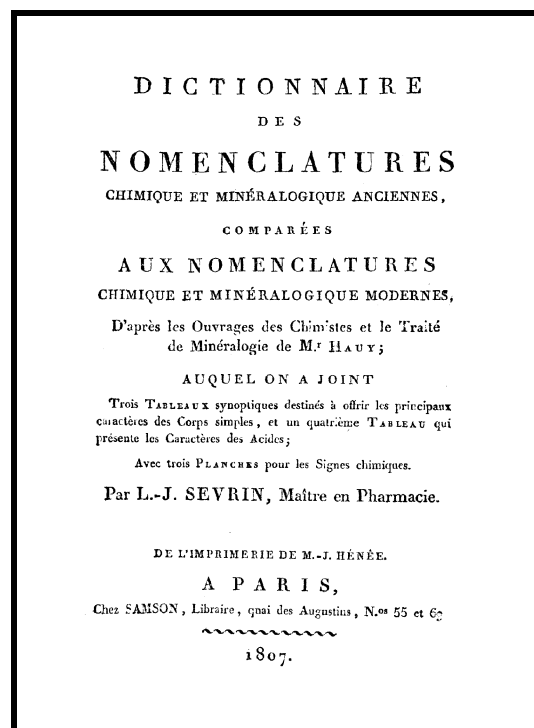 DICTIONNAIRE
DES
NOMENCLATURES
CHIMIQUE ET MINÉRALOGIQUE ANCIENNES,
COMPARÉES
AUX NOMENCLATURES
CHIMIQUE ET MINÉRALOGIQUE MODERNES,
D'après les Ouvrages des Chimistes et le Traité
de Minéralogie de M.r HAUY;
AUQUEL ON A JOINT
Trois TABLEAUX synoptiques destinés à offrir les principaux
caractères des Corps simples, et un quatrième TABLEAU qui
présente les Caractères des Acides;
Avec trois PLANCHES pour les Signes chimiques.
Par L.-J. SEVRIN, Maître en Pharmacie.
DE L'IMPRIMERIE DE M.-J. HÉNÉE.
A PARIS,
Chez SAMSON, Libraire, quai des Augustins, N.os 55 et
1807.